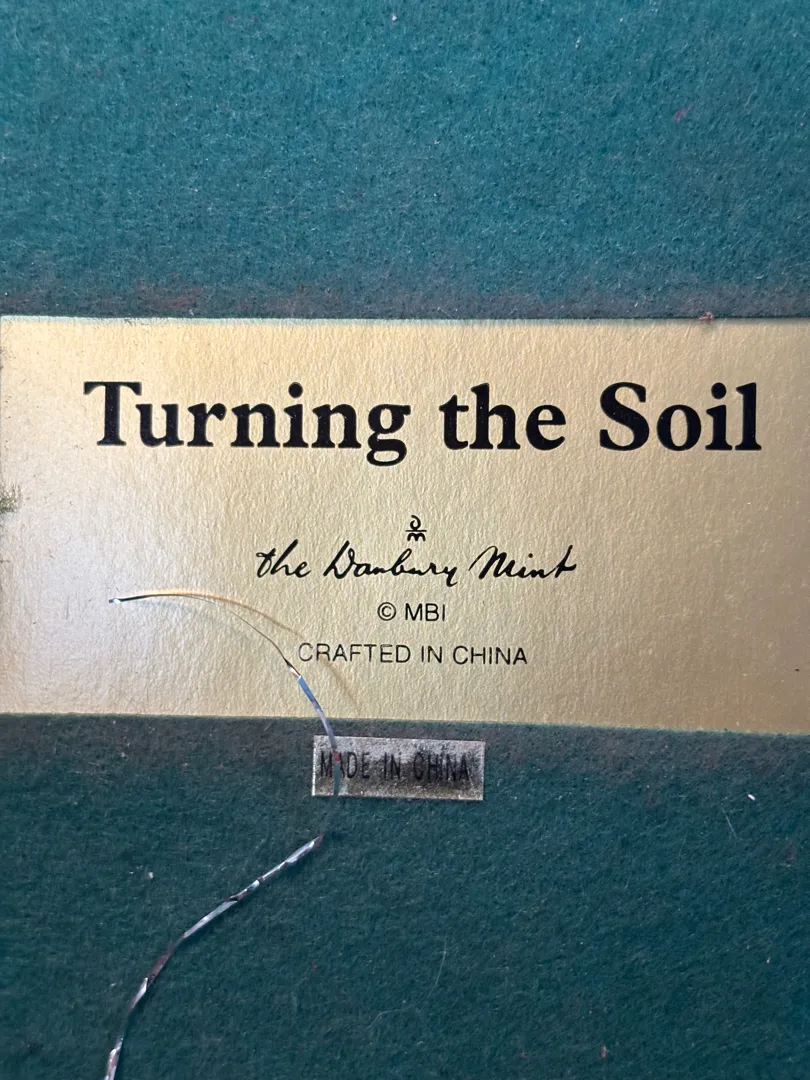 Turning the Soil
the Danbury Mint
© MBI
CRAFTED IN CHINA
MADE IN CHINA